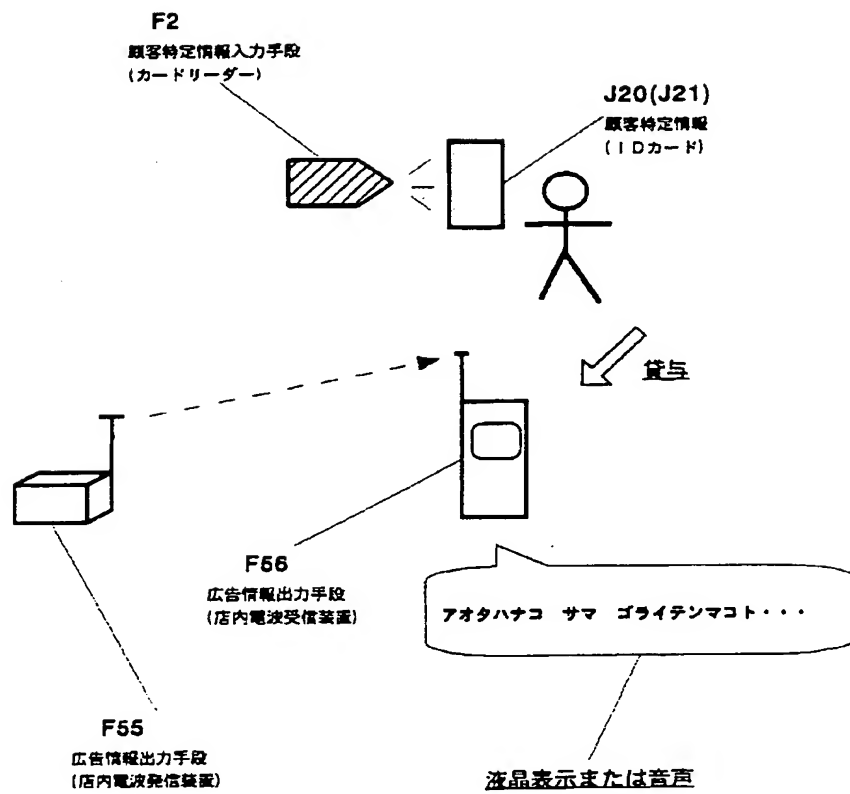 F2
顧客特定情報入力手段
(カードリーダー)
J20(J21)
顧客特定情報
(IDカード)
貸与
F56
広告情報出力手段
(店内電波受信装置)
アオタハナコ サマ ゴライテンマコト・・・
F55
広告情報出力手段
(店内電波発信装置)
液晶表示または音声